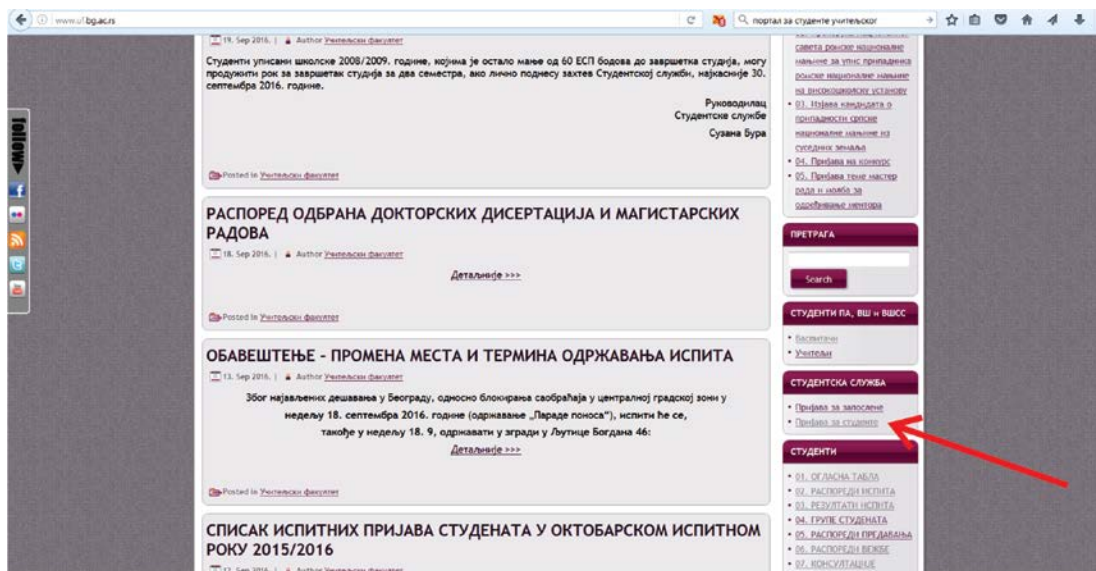 www.uf.bg.ac.rs
портал за студенте учитељског
follow
19. Sep 2016. | Author Учитељски факултет
Студенти уписани школске 2008/2009. године, којима је остало мање од 60 ЕСП бодова до завршетка студија, могу
продужити рок за завршетак студија за два семестра, ако лично поднесу захтев Студентској служби, најкасније 30.
септембра 2016. године.
Руководилац
Студентске службе
Сузана Бура
Posted in Учитељски факултет
РАСПОРЕД ОДБРАНА ДОКТОРСКИХ ДИСЕРТАЦИЈА И МАГИСТАРСКИХ
РАДОВА
18. Sep 2016. | Author Учитељски факултет
Детаљније >>>
Posted in Учитељски факултет
ОБАВЕШТЕЊЕ - ПРОМЕНА МЕСТА И ТЕРМИНА ОДРЖАВАЊА ИСПИТА
13. Sep 2016. | Author Учитељски факултет
Због најављених дешавања у Београду, односно блокирања саобраћаја у централној градској зони у
недељу 18. септембра 2016. године (одржавање „Параде поноса“), испити ће се,
такође у недељу 18. 9, одржавати у згради у Љутице Богдана 46:
Детаљније >>>
Posted in Учитељски факултет
СПИСАК ИСПИТНИХ ПРИЈАВА СТУДЕНАТА У ОКТОБАРСКОМ ИСПИТНОМ
РОКУ 2015/2016
12. Sep 2016. | Author Учитељски факултет
савета ромске националне
мањине за упис припадника
ромске националне мањине
на високошколску установу
03. Изјава кандидата о
припадности српске
националне мањине из
суседних земаља
04. Пријава на конкурс
05. Пријава теме мастер
рада и молба за
одређивање ментора
ПРЕТРАГА
Search
СТУДЕНТИ ПА, ВШ и ВШСС
Васпитачи
Учитељи
СТУДЕНТСКА СЛУЖБА
Пријава за запослене
Пријава за студенте
СТУДЕНТИ
01. ОГЛАСНА ТАБЛА
02. РАСПОРЕДИ ИСПИТА
03. РЕЗУЛТАТИ ИСПИТА
04. ГРУПЕ СТУДЕНАТА
05. РАСПОРЕДИ ПРЕДАВАЊА
06. РАСПОРЕДИ ВЕЖБЕ
07. КОНСУЛТАЦИЈЕ